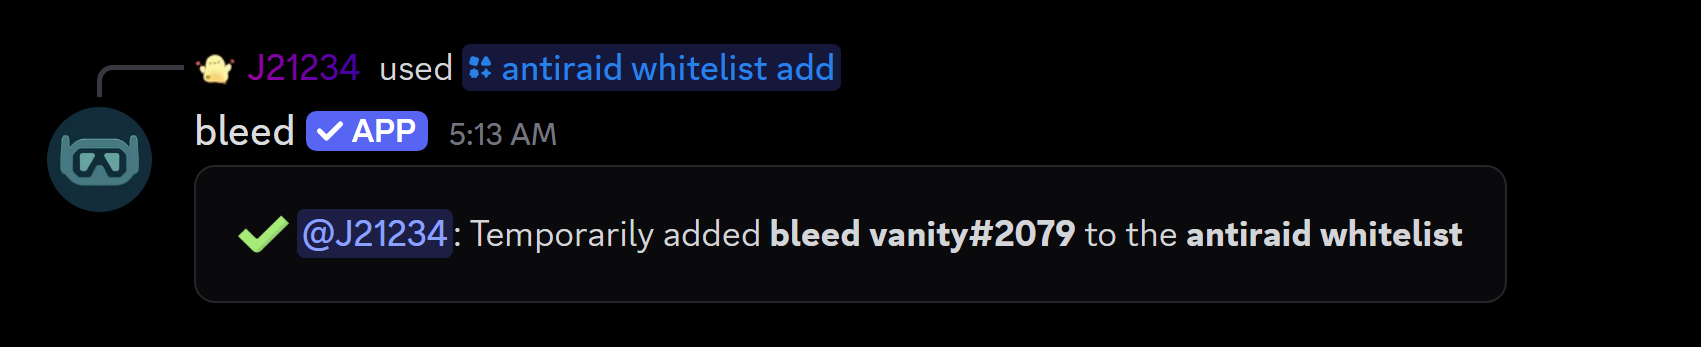 J21234 used antiraid whitelist add
bleed APP 5:13 AM
@J21234: Temporarily added bleed vanity#2079 to the antiraid whitelist